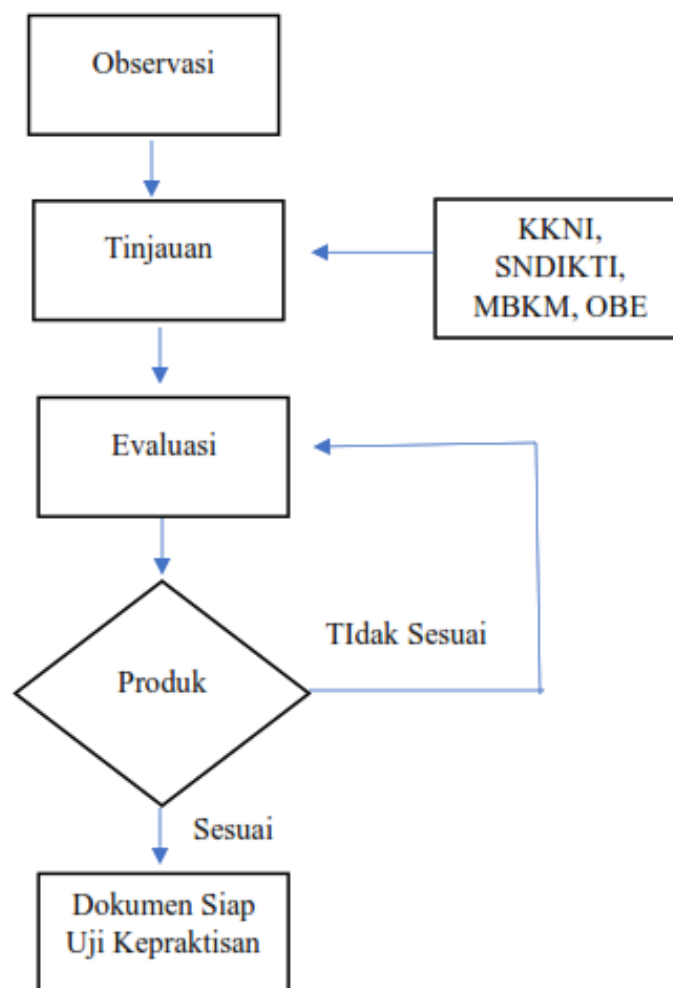 Observasi
Tinjauan
KKNI,
SNDIKTI,
MBKM, OBE
Evaluasi
TIdak Sesuai
Produk
Sesuai
Dokumen Siap
Uji Kepraktisan